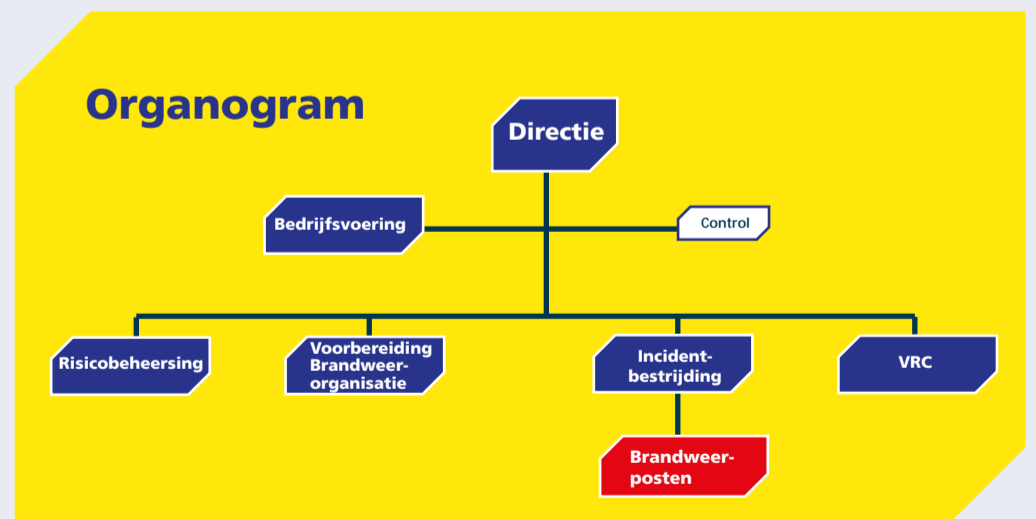 Organogram
Directie
Bedrijfsvoering
Control
Risicobeheersing
Voorbereiding
Brandweer-
organisatie
Incident-
bestrijding
VRC
Brandweer-
posten